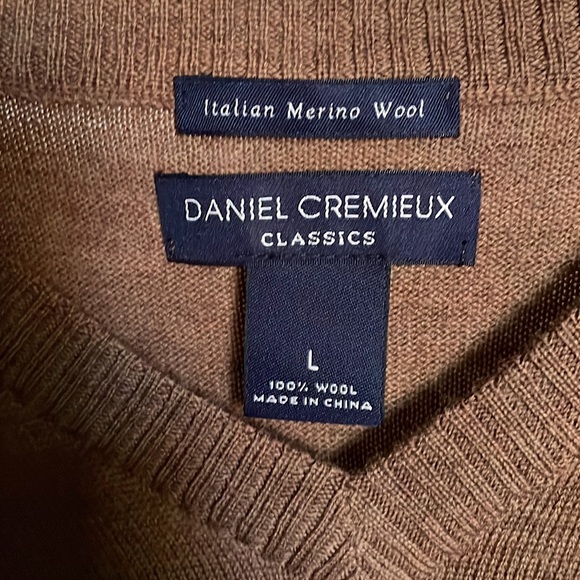 Italian Merino Wool
DANIEL CREMIEUX
CLASSICS
L
100% WOOL
MADE IN CHINA